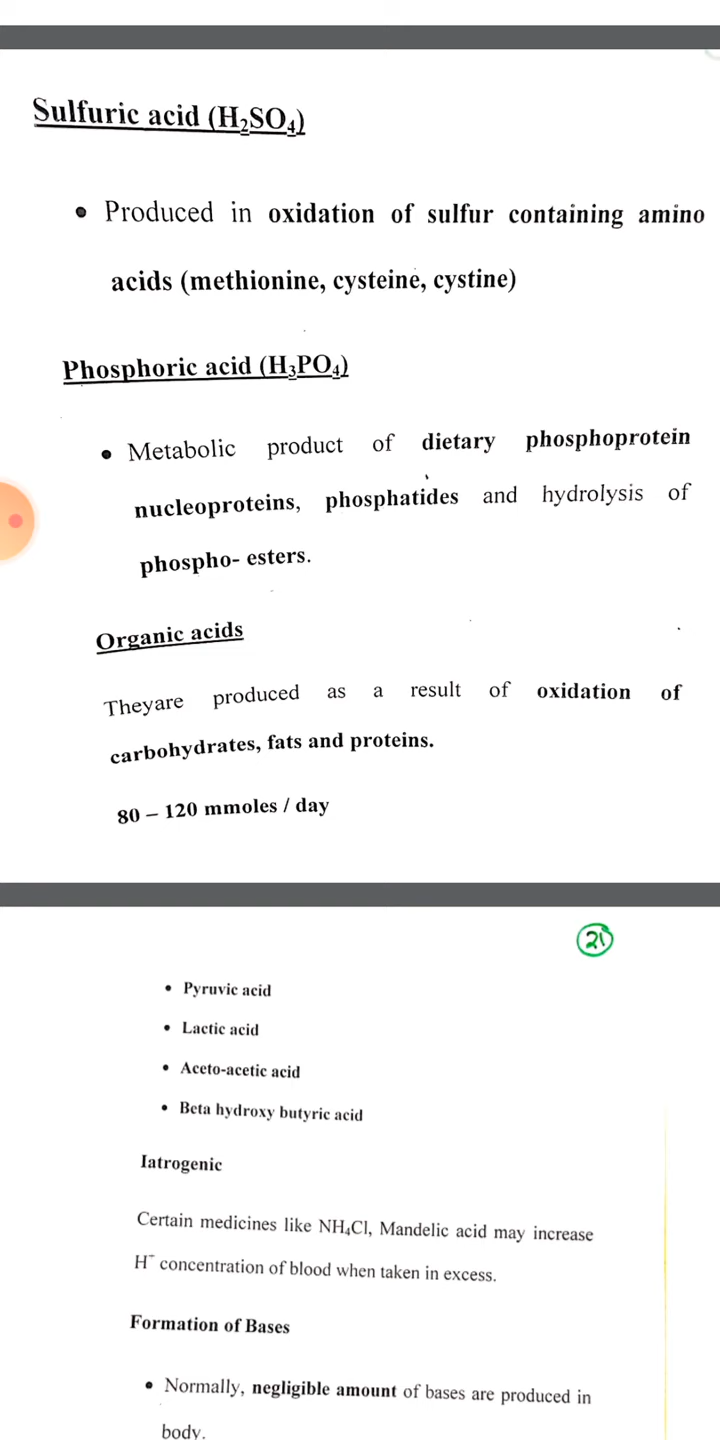 Sulfuric acid (H₂SO₄)
• Produced in oxidation of sulfur containing amino
acids (methionine, cysteine, cystine)
Phosphoric acid (H₃PO₄)
• Metabolic product of dietary phosphoprotein
nucleoproteins, phosphatides and hydrolysis of
phospho- esters.
Organic acids
Theyare produced as a result of oxidation of
carbohydrates, fats and proteins.
80 – 120 mmoles / day
21
• Pyruvic acid
• Lactic acid
• Aceto-acetic acid
• Beta hydroxy butyric acid
Iatrogenic
Certain medicines like NH₄Cl, Mandelic acid may increase
H⁻ concentration of blood when taken in excess.
Formation of Bases
• Normally, negligible amount of bases are produced in
body.